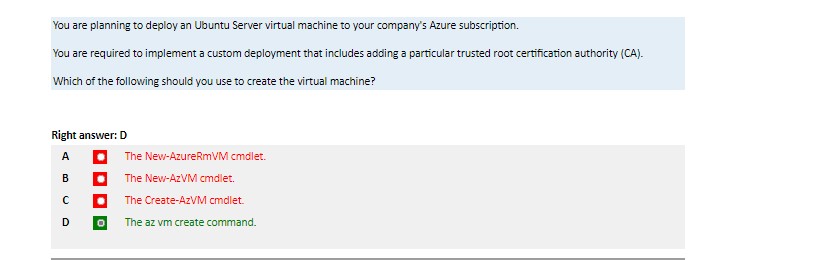 You are planning to deploy an Ubuntu Server virtual machine to your company's Azure subscription.
You are required to implement a custom deployment that includes adding a particular trusted root certification authority (CA).
Which of the following should you use to create the virtual machine?
Right answer: D
A The New-AzureRmVM cmdlet.
B The New-AzVM cmdlet.
C The Create-AzVM cmdlet.
D The az vm create command.